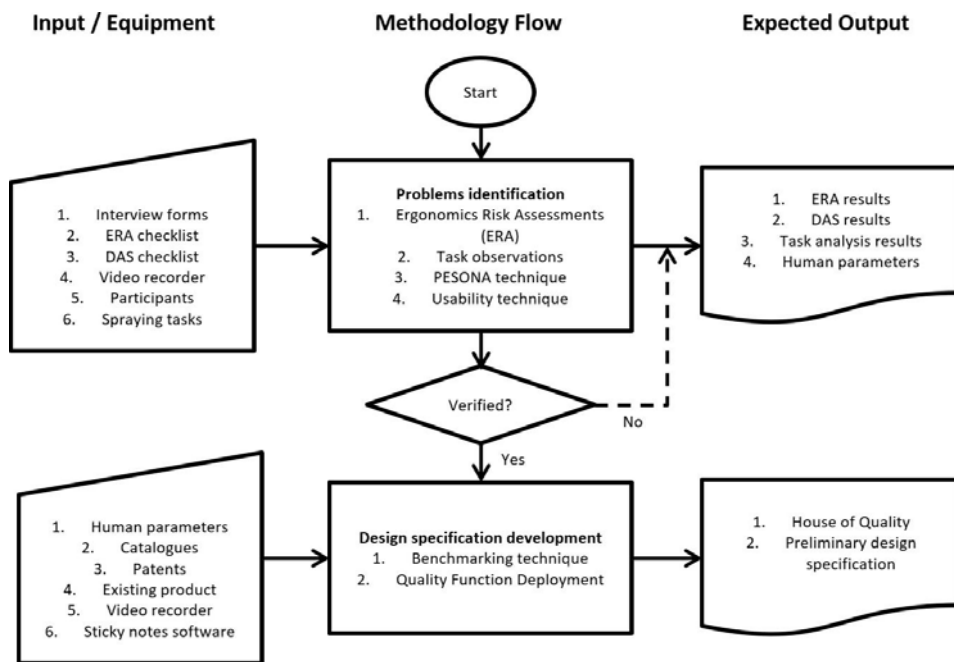 Input / Equipment
Methodology Flow
Expected Output
Start
1. Interview forms
2. ERA checklist
3. DAS checklist
4. Video recorder
5. Participants
6. Spraying tasks
Problems identification
1. Ergonomics Risk Assessments
(ERA)
2. Task observations
3. PESONA technique
4. Usability technique
1. ERA results
2. DAS results
3. Task analysis results
4. Human parameters
Verified?
No
Yes
1. Human parameters
2. Catalogues
3. Patents
4. Existing product
5. Video recorder
6. Sticky notes software
Design specification development
1. Benchmarking technique
2. Quality Function Deployment
1. House of Quality
2. Preliminary design
specification